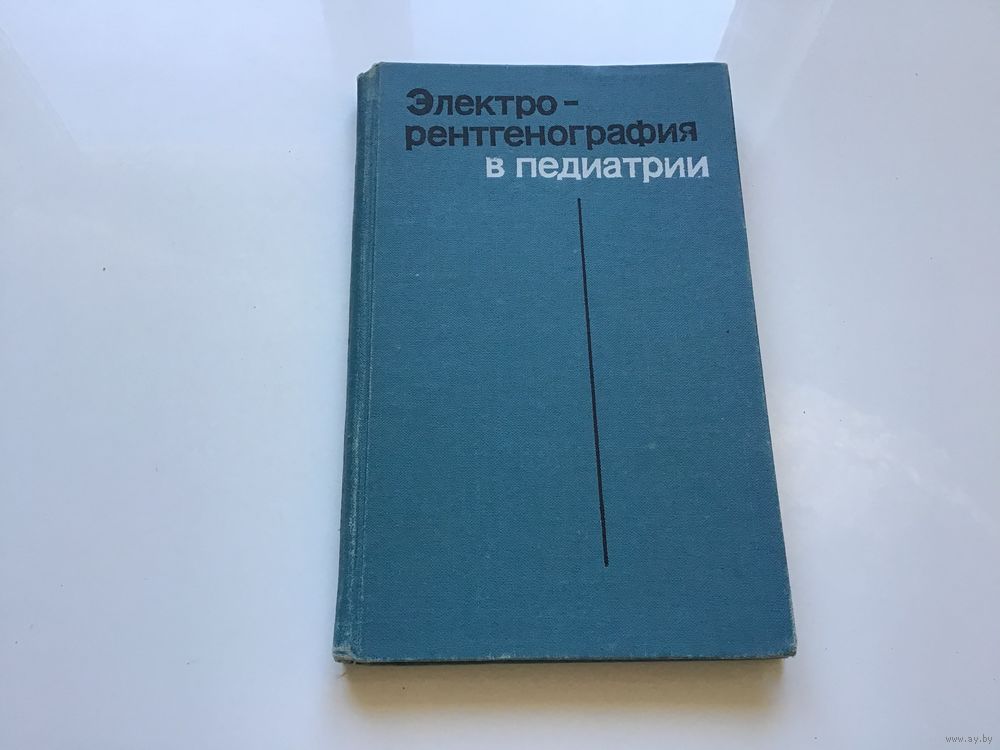 Электро-
рентгенография
в педиатрии
www.ay.by